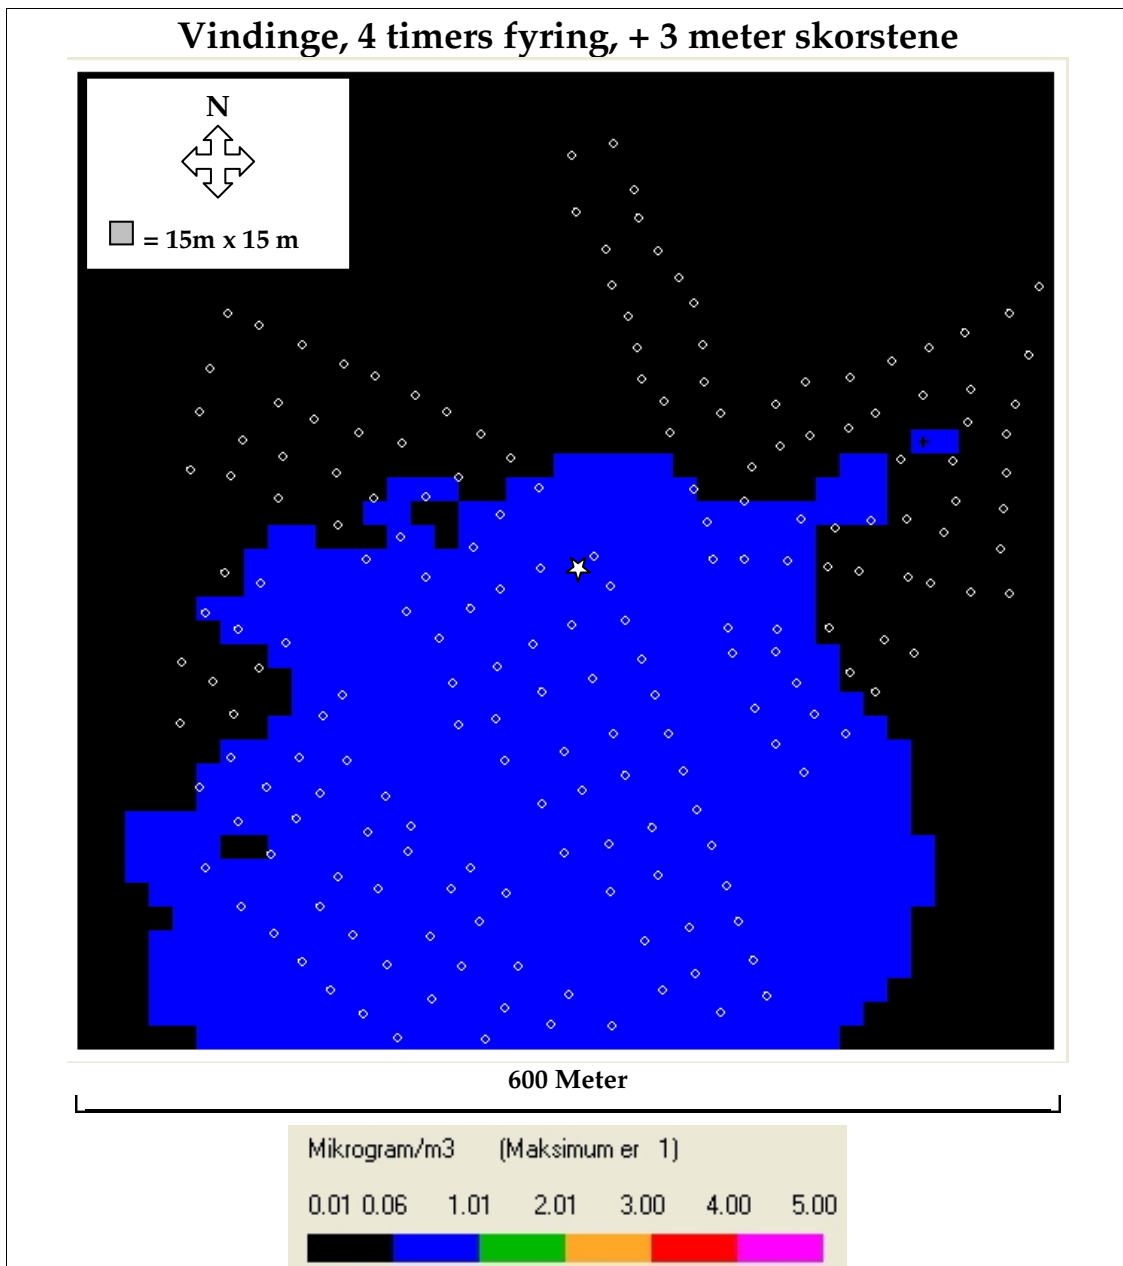 Vindinge, 4 timers fyring, + 3 meter skorstene
N
= 15m x 15 m
600 Meter
Mikrogram/m3 (Maksimum er 1)
0.01 0.06 1.01 2.01 3.00 4.00 5.00